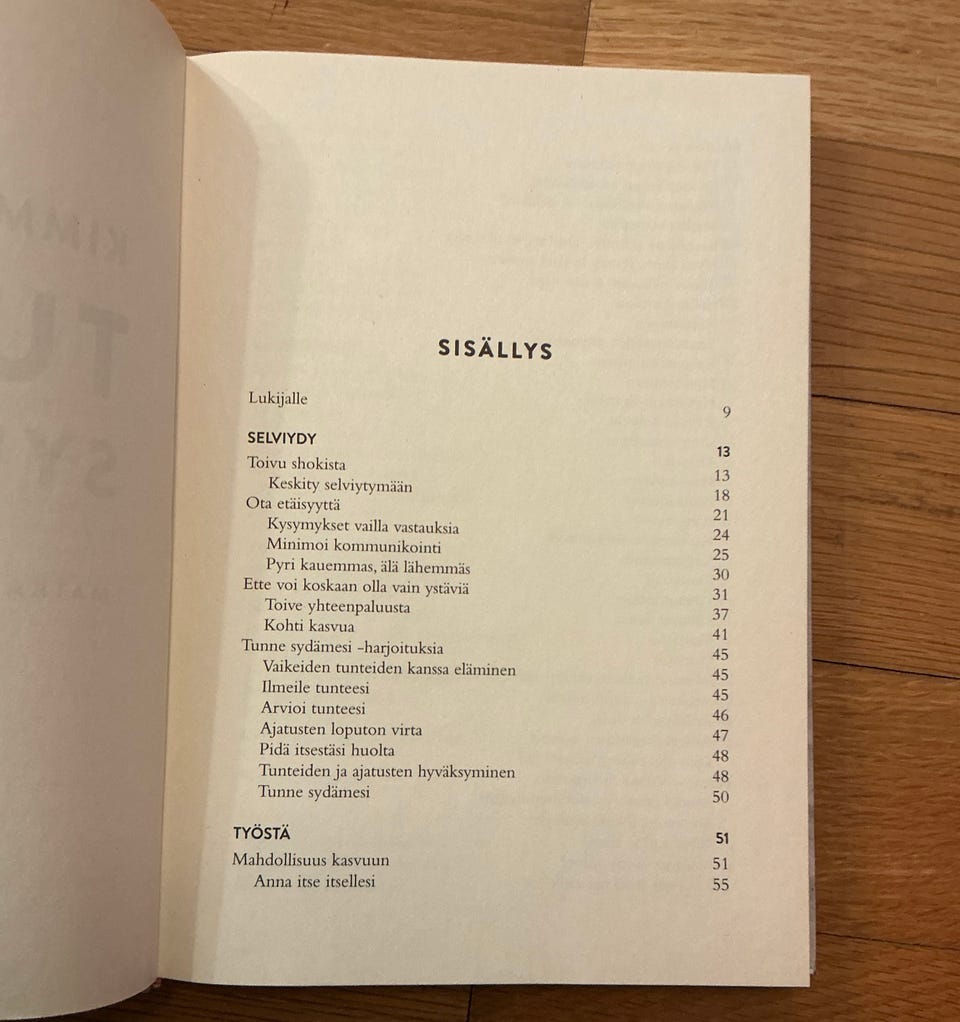 SISÄLLYS
Lukijalle 9
SELVIYDY 13
Toivu shokista 13
Keskity selviytymään 18
Ota etäisyyttä 21
Kysymykset vailla vastauksia 24
Minimoi kommunikointi 25
Pyri kauemmas, älä lähemmäs 30
Ette voi koskaan olla vain ystäviä 31
Toive yhteenpaluusta 37
Kohti kasvua 41
Tunne sydämesi -harjoituksia 45
Vaikeiden tunteiden kanssa eläminen 45
Ilmeile tunteesi 45
Arvioi tunteesi 46
Ajatusten loputon virta 47
Pidä itsestäsi huolta 48
Tunteiden ja ajatusten hyväksyminen 48
Tunne sydämesi 50
TYÖSTÄ 51
Mahdollisuus kasvuun 51
Anna itse itsellesi 55